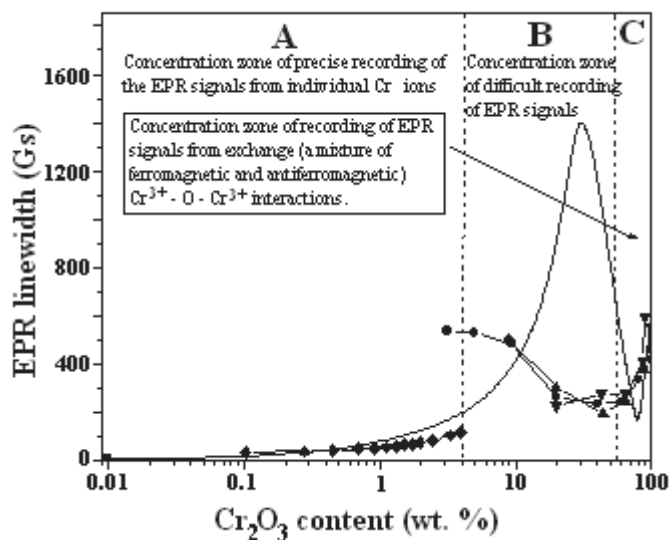 A
B
C
Concentration zone of precise recording of
the EPR signals from individual Cr ions
Concentration zone
of difficult recording
of EPR signals
Concentration zone of recording of EPR
signals from exchange (a mixture of
ferromagnetic and antiferromagnetic)
Cr³⁺ - O - Cr³⁺ interactions.
EPR linewidth (Gs)
1600
1200
800
400
0
0.01
0.1
1
10
100
Cr₂O₃ content (wt. %)